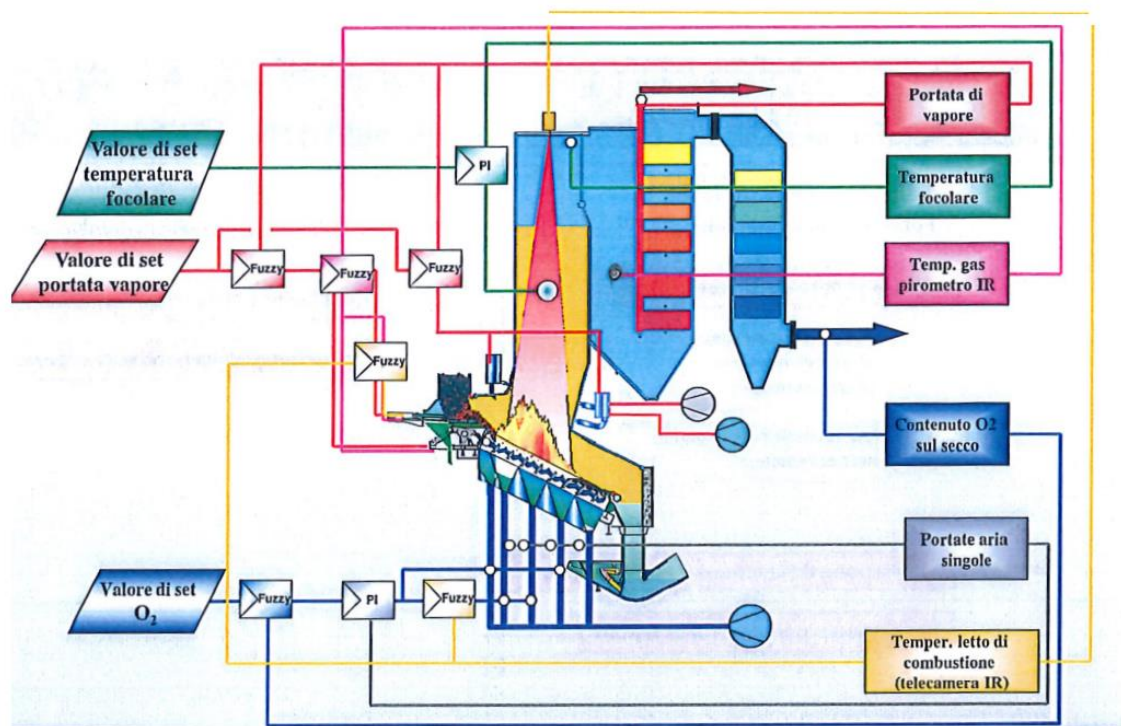 Portata di
vapore
Valore di set
temperatura
focolare
PI
Temperatura
focolare
Valore di set
portata vapore
Fuzzy
Fuzzy
Fuzzy
Temp. gas
pirometro IR
Fuzzy
Contenuto O2
sul secco
Portate aria
singole
Valore di set
O2
Fuzzy
PI
Fuzzy
Temper. letto di
combustione
(telecamera IR)